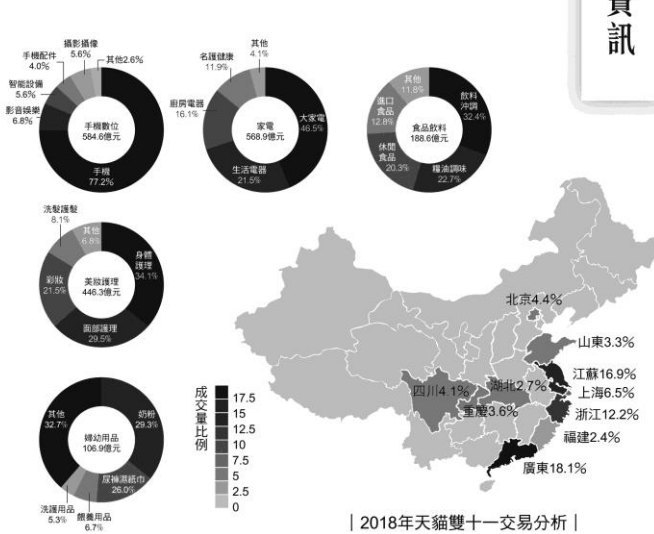 資訊
攝影攝像
5.6%
手機配件
4.0%
其他2.6%
智能設備
5.6%
影音娛樂
6.8%
手機數位
584.6億元
手機
77.2%
名護健康
11.9%
其他
4.1%
廚房電器
16.1%
大家電
46.5%
家電
568.9億元
生活電器
21.5%
其他
11.8%
飲料
沖調
32.4%
進口
食品
12.8%
食品飲料
188.6億元
休閒
食品
20.3%
糧油調味
22.7%
洗髮護髮
8.1%
其他
6.8%
身體
護理
34.1%
彩妝
21.5%
美妝護理
446.3億元
面部護理
29.5%
其他
32.7%
奶粉
29.3%
婦幼用品
106.9億元
尿褲濕紙巾
26.0%
洗護用品
5.3%
餵養用品
6.7%
成交量比例
17.5
15
12.5
10
7.5
5
2.5
0
北京4.4%
山東3.3%
江蘇16.9%
上海6.5%
浙江12.2%
福建2.4%
廣東18.1%
四川4.1%
湖北2.7%
重慶3.6%
｜2018年天貓雙十一交易分析｜